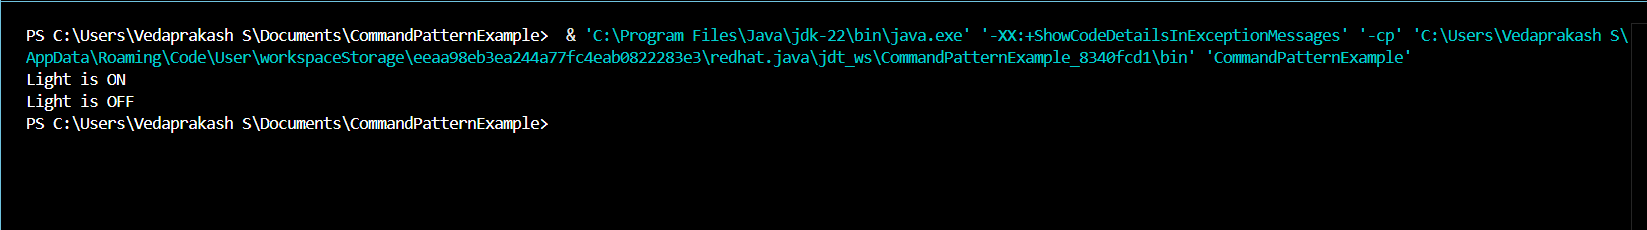 PS C:\Users\Vedaprakash S\Documents\CommandPatternExample>  & 'C:\Program Files\Java\jdk-22\bin\java.exe' '-XX:+ShowCodeDetailsInExceptionMessages' '-cp' 'C:\Users\Vedaprakash S\
AppData\Roaming\Code\User\workspaceStorage\eeaa98eb3ea244a77fc4eab0822283e3\redhat.java\jdt_ws\CommandPatternExample_8340fcd1\bin' 'CommandPatternExample'
Light is ON
Light is OFF
PS C:\Users\Vedaprakash S\Documents\CommandPatternExample>